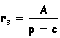 r₃ = A / (p − c)